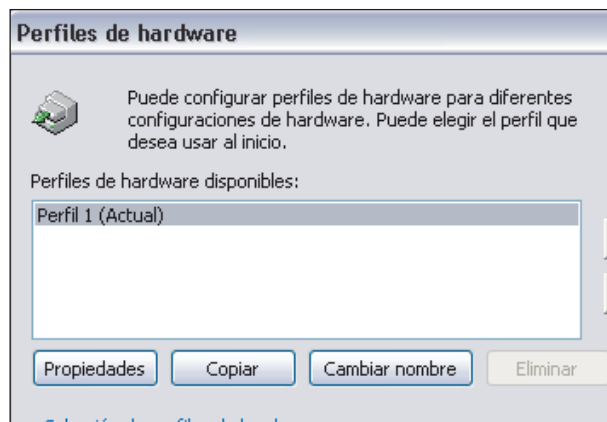 Perfiles de hardware
Puede configurar perfiles de hardware para diferentes
configuraciones de hardware. Puede elegir el perfil que
desea usar al inicio.
Perfiles de hardware disponibles:
Perfil 1 (Actual)
Propiedades Copiar Cambiar nombre Eliminar